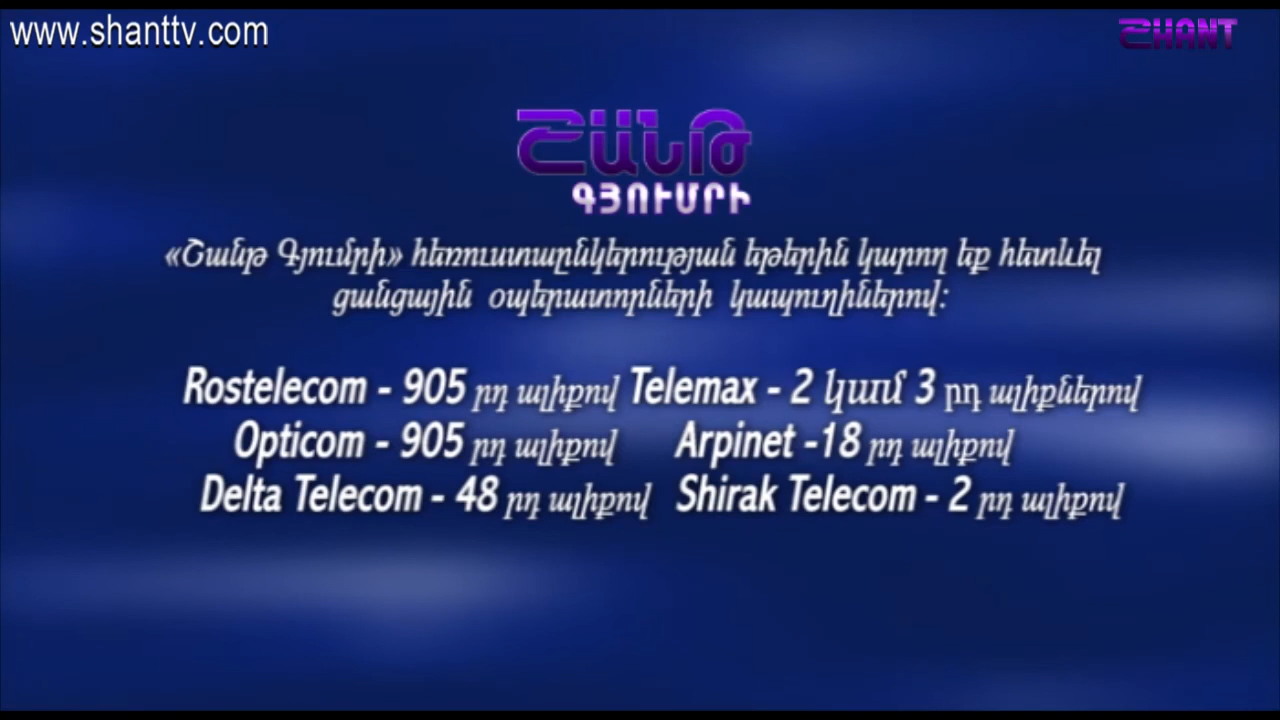 www.shanttv.com
SHANT
ՇԱՆԹ
ԳՅՈՒՄՐԻ
«Շանթ Գյումրի» հեռուստաընկերության եթերին կարող եք հետևել
ցանցային օպերատորների կապուղիներով:
Rostelecom - 905 րդ ալիքով Telemax - 2 կամ 3 րդ ալիքներով
Opticom - 905 րդ ալիքով Arpinet -18 րդ ալիքով
Delta Telecom - 48 րդ ալիքով Shirak Telecom - 2 րդ ալիքով